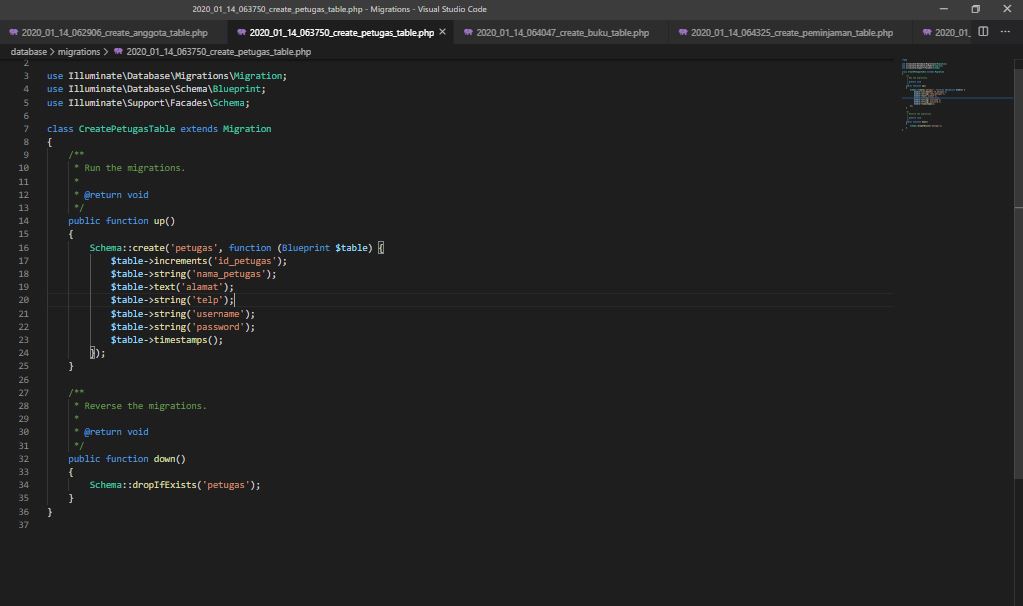 2020_01_14_063750_create_petugas_table.php - Migrations - Visual Studio Code
2020_01_14_062906_create_anggota_table.php 2020_01_14_063750_create_petugas_table.php 2020_01_14_064047_create_buku_table.php 2020_01_14_064325_create_peminjaman_table.php 2020_01_
database > migrations > 2020_01_14_063750_create_petugas_table.php
2
3 use Illuminate\Database\Migrations\Migration;
4 use Illuminate\Database\Schema\Blueprint;
5 use Illuminate\Support\Facades\Schema;
6
7 class CreatePetugasTable extends Migration
8 {
9 /**
10 * Run the migrations.
11 *
12 * @return void
13 */
14 public function up()
15 {
16 Schema::create('petugas', function (Blueprint $table) {
17 $table->increments('id_petugas');
18 $table->string('nama_petugas');
19 $table->text('alamat');
20 $table->string('telp');
21 $table->string('username');
22 $table->string('password');
23 $table->timestamps();
24 });
25 }
26
27 /**
28 * Reverse the migrations.
29 *
30 * @return void
31 */
32 public function down()
33 {
34 Schema::dropIfExists('petugas');
35 }
36 }
37